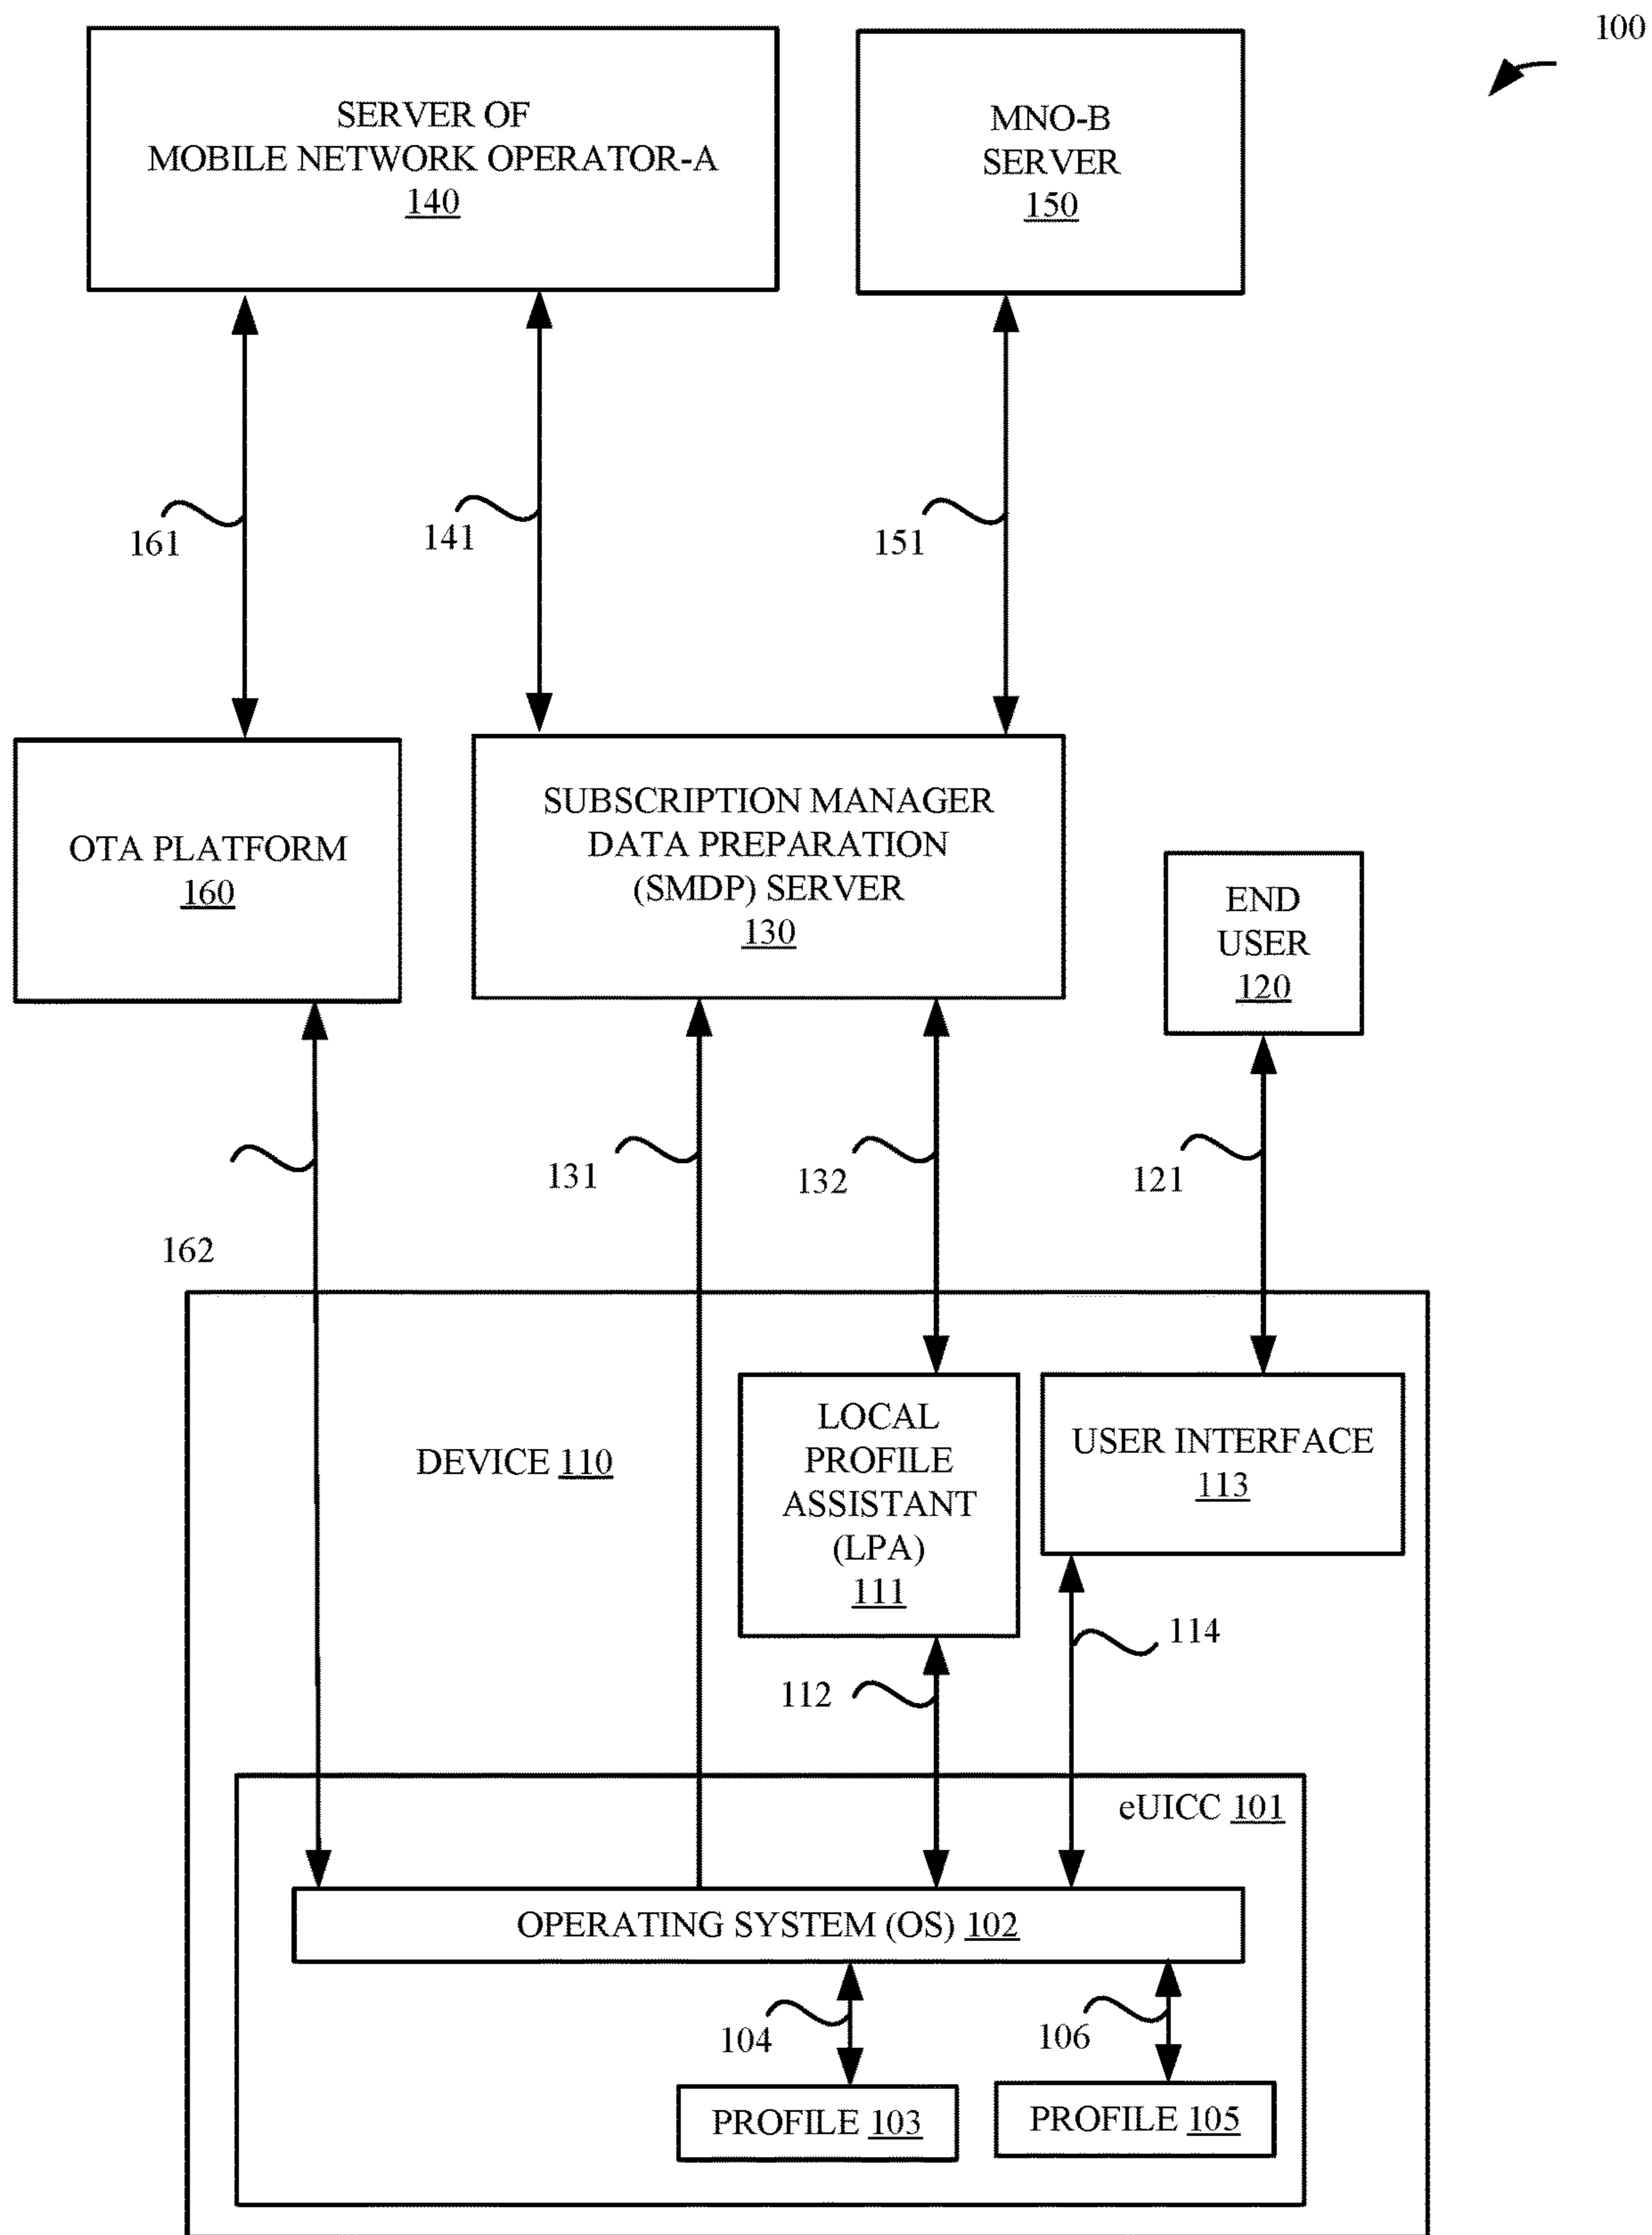 100
SERVER OF
MOBILE NETWORK OPERATOR-A
140
MNO-B
SERVER
150
161
141
151
OTA PLATFORM
160
SUBSCRIPTION MANAGER
DATA PREPARATION
(SMDP) SERVER
130
END
USER
120
162
131
132
121
DEVICE 110
LOCAL
PROFILE
ASSISTANT
(LPA)
111
USER INTERFACE
113
112
114
eUICC 101
OPERATING SYSTEM (OS) 102
104
106
PROFILE 103
PROFILE 105